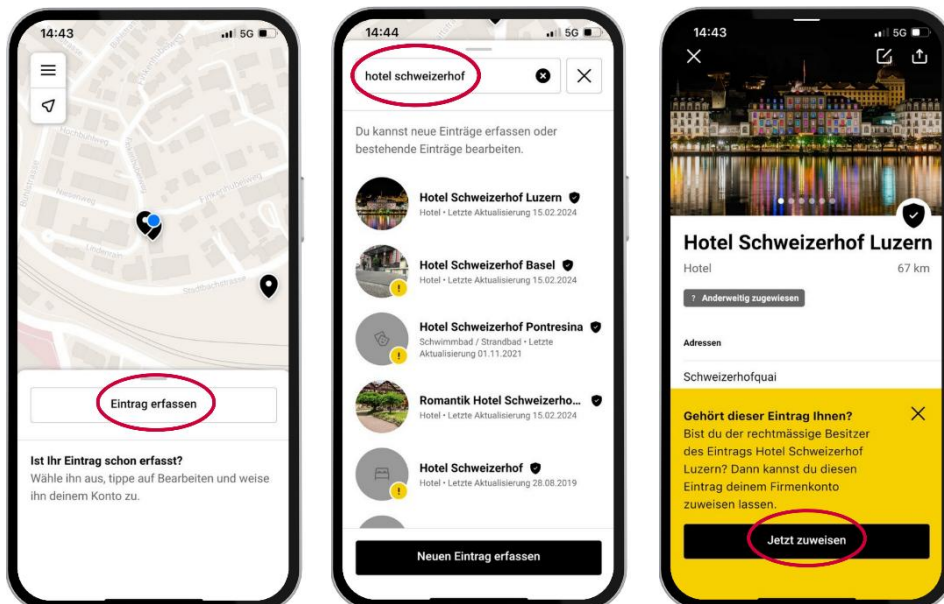 14:43
5G
Hochbühlweg
Finkenhubelweg
Finkenhubelweg
Lindenrain
Stadtbachstrasse
Eintrag erfassen
Ist Ihr Eintrag schon erfasst?
Wähle ihn aus, tippe auf Bearbeiten und weise
ihn deinem Konto zu.
14:44
5G
hotel schweizerhof
Du kannst neue Einträge erfassen oder
bestehende Einträge bearbeiten.
Hotel Schweizerhof Luzern
Hotel • Letzte Aktualisierung 15.02.2024
Hotel Schweizerhof Basel
Hotel • Letzte Aktualisierung 15.02.2024
Hotel Schweizerhof Pontresina
Schwimmbad / Strandbad • Letzte
Aktualisierung 01.11.2021
Romantik Hotel Schweizerho...
Hotel • Letzte Aktualisierung 15.02.2024
Hotel Schweizerhof
Hotel • Letzte Aktualisierung 28.08.2019
Neuen Eintrag erfassen
14:43
5G
Hotel Schweizerhof Luzern
Hotel 67 km
? Anderweitig zugewiesen
Adressen
Schweizerhofquai
Gehört dieser Eintrag Ihnen?
Bist du der rechtmässige Besitzer
des Eintrags Hotel Schweizerhof
Luzern? Dann kannst du diesen
Eintrag deinem Firmenkonto
zuweisen lassen.
Jetzt zuweisen